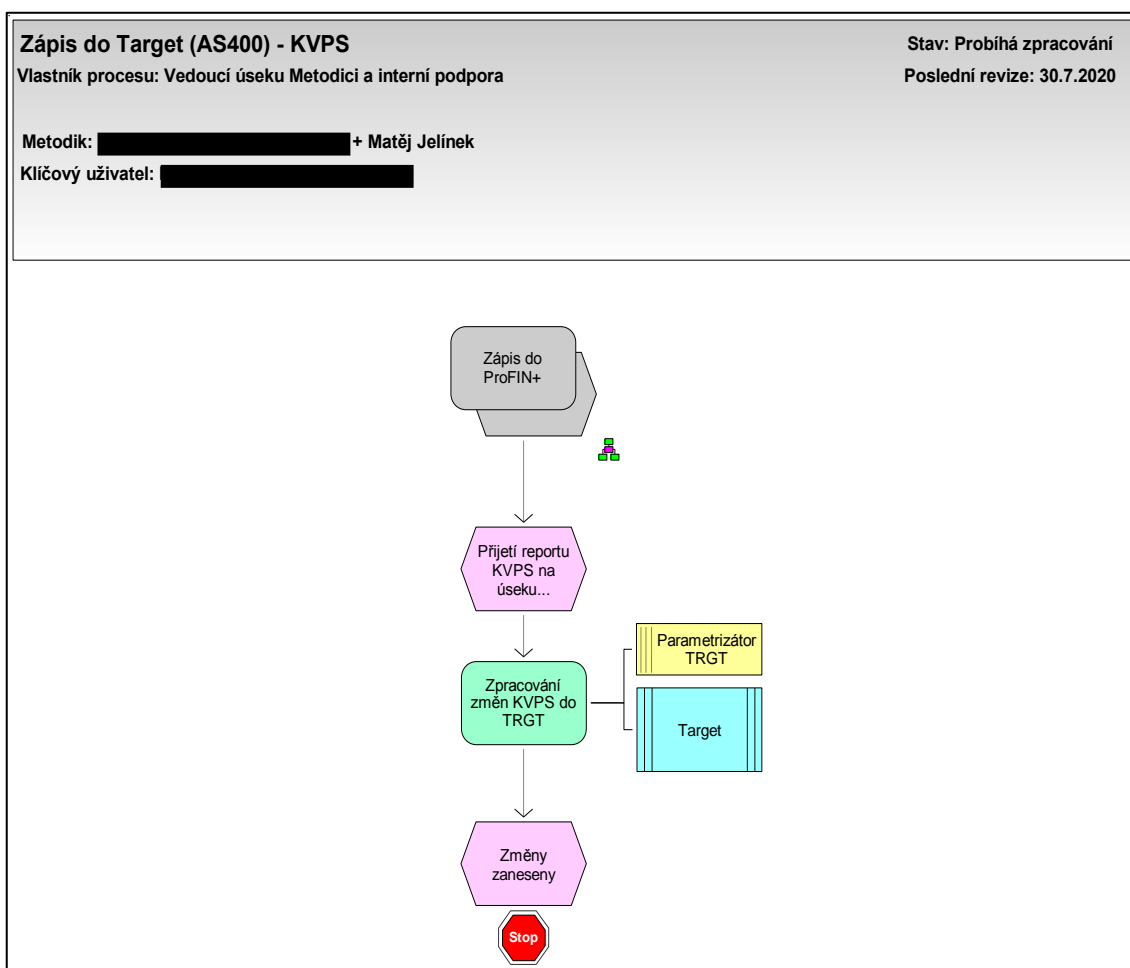 Zápis do Target (AS400) - KVPS
Stav: Probíhá zpracování
Vlastník procesu: Vedoucí úseku Metodici a interní podpora
Poslední revize: 30.7.2020
Metodik: + Matěj Jelínek
Klíčový uživatel:
Zápis do
ProFIN+
Přijetí reportu
KVPS na
úseku...
Zpracování
změn KVPS do
TRGT
Parametrizátor
TRGT
Target
Změny
zaneseny
Stop